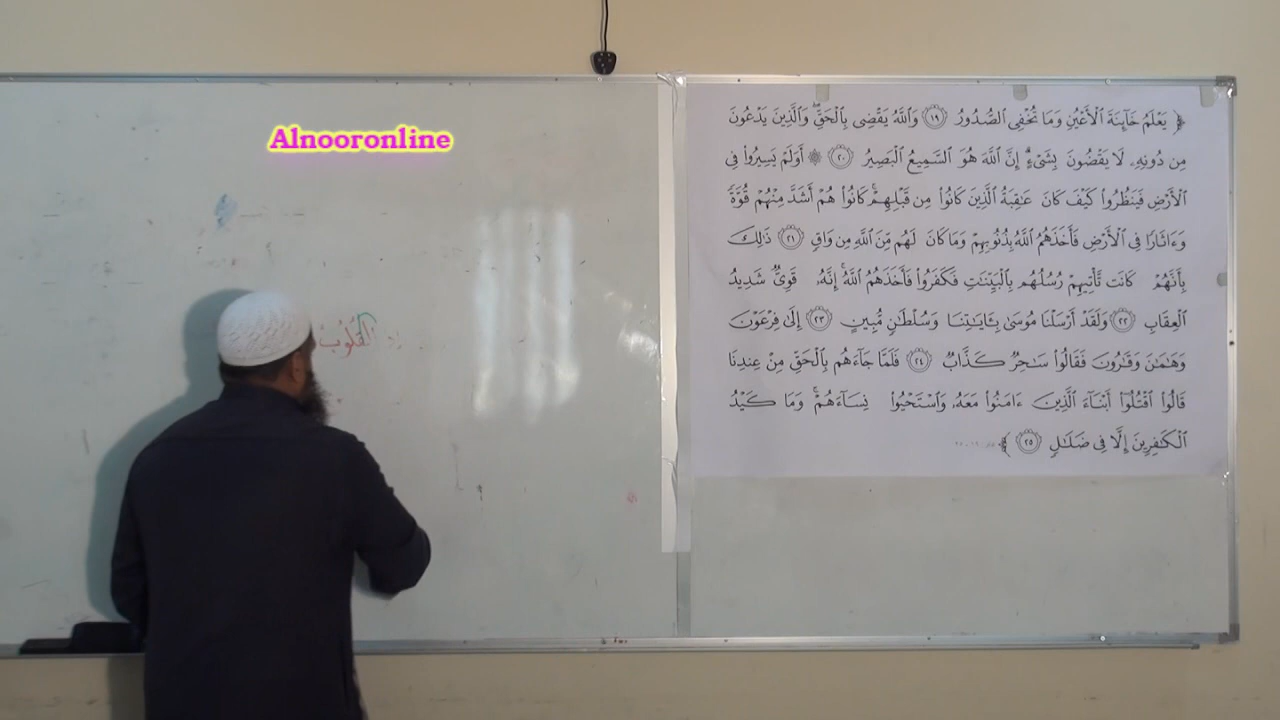 Alnooronline
إذ القلوب
﴿ يَعْلَمُ خَآئِنَةَ ٱلْأَعْيُنِ وَمَا تُخْفِى ٱلصُّدُورُ ١٩ وَٱللَّهُ يَقْضِى بِٱلْحَقِّ ۖ وَٱلَّذِينَ يَدْعُونَ
مِن دُونِهِۦ لَا يَقْضُونَ بِشَىْءٍ ۗ إِنَّ ٱللَّهَ هُوَ ٱلسَّمِيعُ ٱلْبَصِيرُ ٢٠ ۞ أَوَلَمْ يَسِيرُوا۟ فِى
ٱلْأَرْضِ فَيَنظُرُوا۟ كَيْفَ كَانَ عَـٰقِبَةُ ٱلَّذِينَ كَانُوا۟ مِن قَبْلِهِمْ ۚ كَانُوا۟ هُمْ أَشَدَّ مِنْهُمْ قُوَّةً
وَءَاثَارًا فِى ٱلْأَرْضِ فَأَخَذَهُمُ ٱللَّهُ بِذُنُوبِهِمْ وَمَا كَانَ لَهُم مِّنَ ٱللَّهِ مِن وَاقٍ ٢١ ذَٰلِكَ
بِأَنَّهُمْ كَانَت تَّأْتِيهِمْ رُسُلُهُم بِٱلْبَيِّنَـٰتِ فَكَفَرُوا۟ فَأَخَذَهُمُ ٱللَّهُ ۚ إِنَّهُۥ قَوِىٌّ شَدِيدُ
ٱلْعِقَابِ ٢٢ وَلَقَدْ أَرْسَلْنَا مُوسَىٰ بِـَٔايَـٰتِنَا وَسُلْطَـٰنٍ مُّبِينٍ ٢٣ إِلَىٰ فِرْعَوْنَ
وَهَـٰمَـٰنَ وَقَـٰرُونَ فَقَالُوا۟ سَـٰحِرٌ كَذَّابٌ ٢٤ فَلَمَّا جَآءَهُم بِٱلْحَقِّ مِنْ عِندِنَا
قَالُوا۟ ٱقْتُلُوٓا۟ أَبْنَآءَ ٱلَّذِينَ ءَامَنُوا۟ مَعَهُۥ وَٱسْتَحْيُوا۟ نِسَآءَهُمْ ۚ وَمَا كَيْدُ
ٱلْكَـٰفِرِينَ إِلَّا فِى ضَلَـٰلٍ ٢٥ ﴾